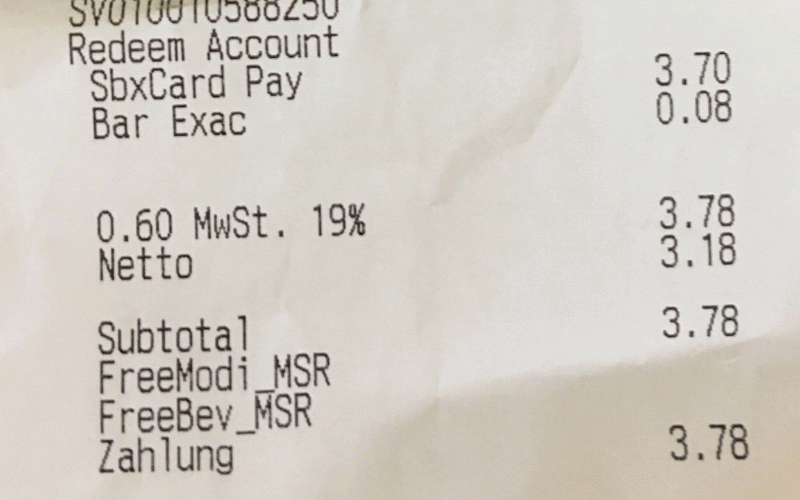 Redeem Account
SbxCard Pay 3.70
Bar Exac 0.08
0.60 MwSt. 19% 3.78
Netto 3.18
Subtotal 3.78
FreeModi_MSR
FreeBev_MSR
Zahlung 3.78